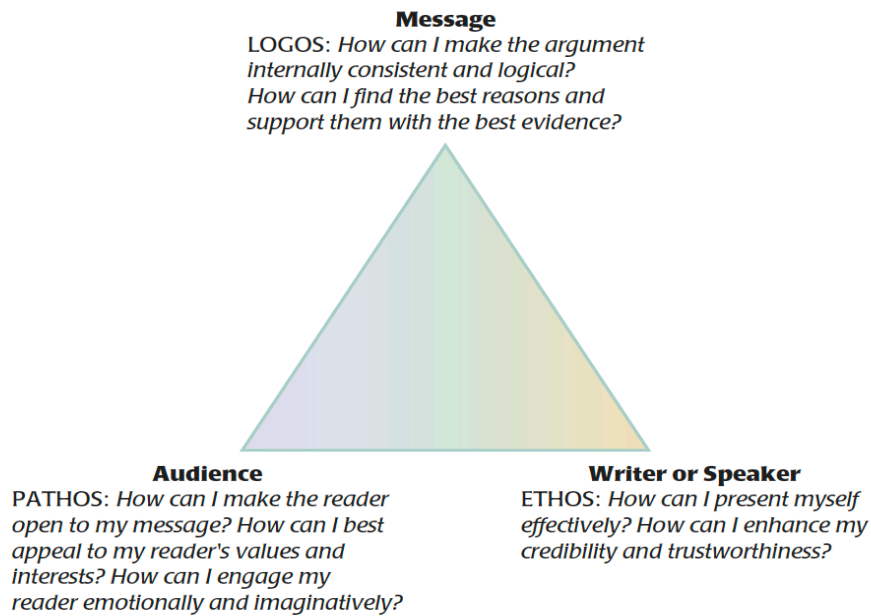 Message
LOGOS: How can I make the argument
internally consistent and logical?
How can I find the best reasons and
support them with the best evidence?
Audience
PATHOS: How can I make the reader
open to my message? How can I best
appeal to my reader's values and
interests? How can I engage my
reader emotionally and imaginatively?
Writer or Speaker
ETHOS: How can I present myself
effectively? How can I enhance my
credibility and trustworthiness?